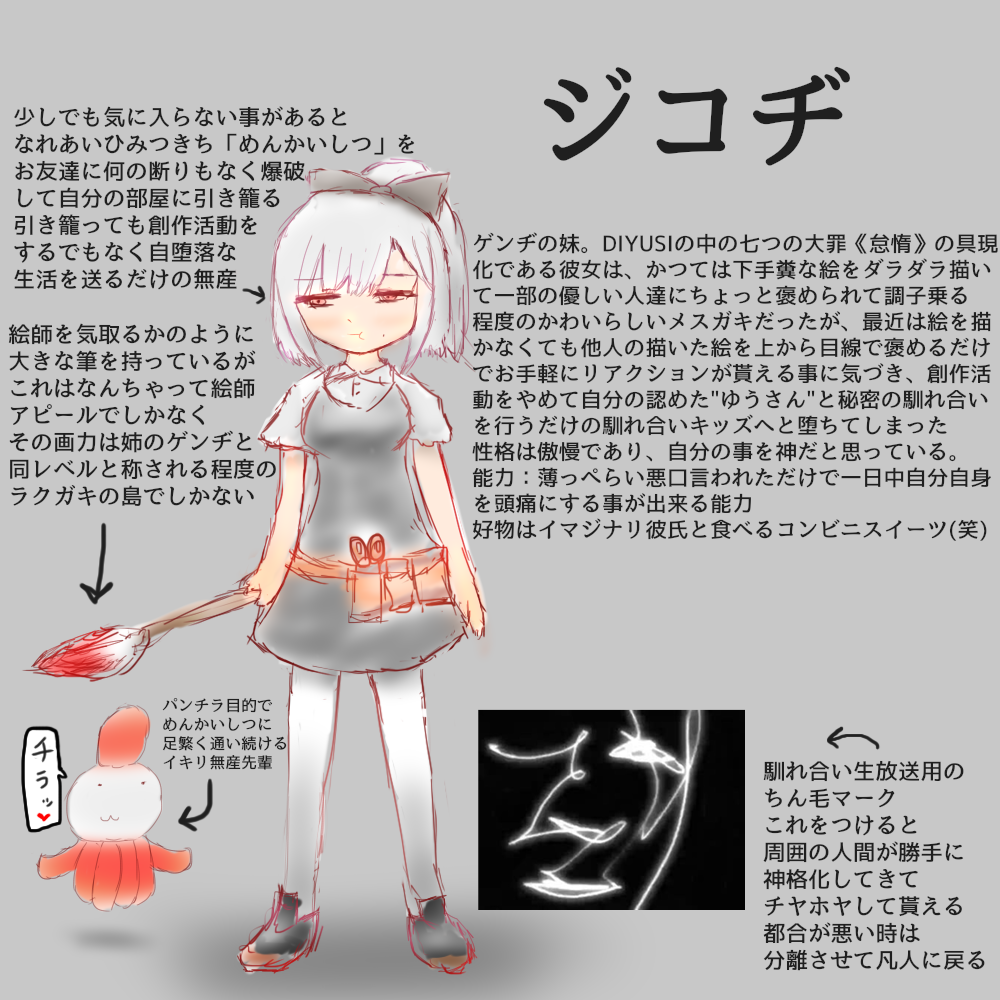 ジコヂ
少しでも気に入らない事があると
なれあいひみつきち「めんかいしつ」を
お友達に何の断りもなく爆破
して自分の部屋に引き籠る
引き籠っても創作活動を
するでもなく自堕落な
生活を送るだけの無産
ゲンヂの妹。DIYUSIの中の七つの大罪《怠惰》の具現
化である彼女は、かつては下手糞な絵をダラダラ描い
て一部の優しい人達にちょっと褒められて調子乗る
程度のかわいらしいメスガキだったが、最近は絵を描
かなくても他人の描いた絵を上から目線で褒めるだけ
でお手軽にリアクションが貰える事に気づき、創作活
動をやめて自分の認めた"ゆうさん"と秘密の馴れ合い
を行うだけの馴れ合いキッズへと堕ちてしまった
性格は傲慢であり、自分の事を神だと思っている。
能力：薄っぺらい悪口言われただけで一日中自分自身
を頭痛にする事が出来る能力
好物はイマジナリ彼氏と食べるコンビニスイーツ(笑)
絵師を気取るかのように
大きな筆を持っているが
これはなんちゃって絵師
アピールでしかなく
その画力は姉のゲンヂと
同レベルと称される程度の
ラクガキの島でしかない
パンチラ目的で
めんかいしつに
足繁く通い続ける
イキリ無産先輩
チラッ♥
馴れ合い生放送用の
ちん毛マーク
これをつけると
周囲の人間が勝手に
神格化してきて
チヤホヤして貰える
都合が悪い時は
分離させて凡人に戻る